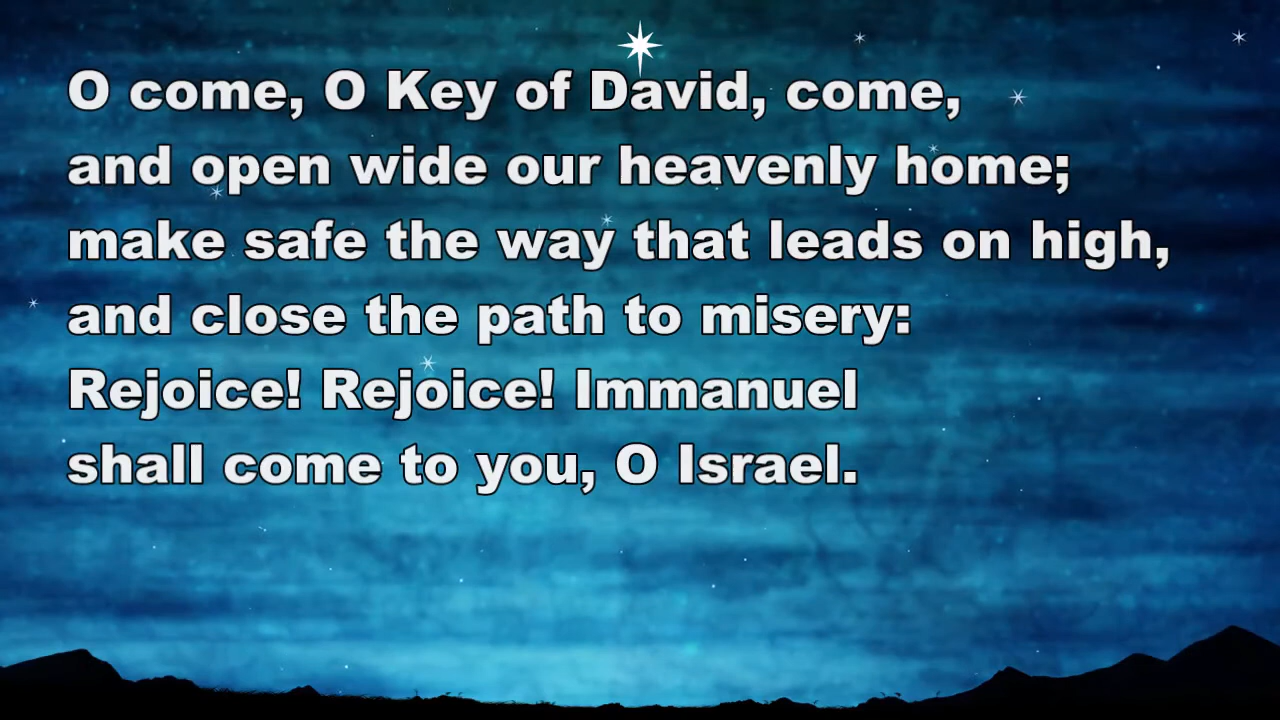 O come, O Key of David, come,
and open wide our heavenly home;
make safe the way that leads on high,
and close the path to misery:
Rejoice! Rejoice! Immanuel
shall come to you, O Israel.